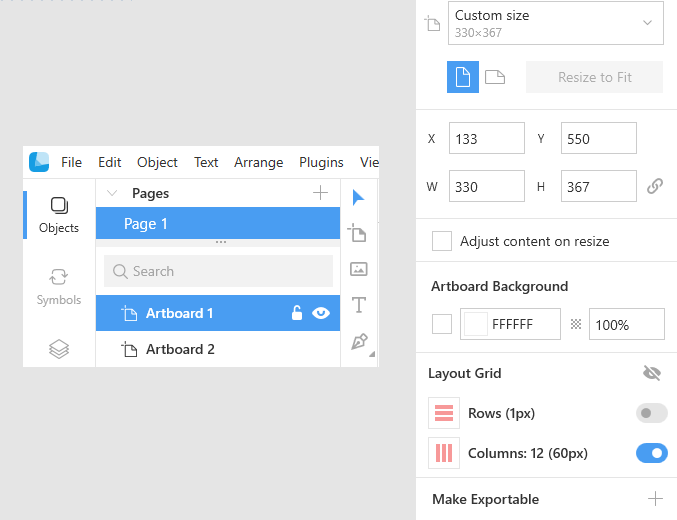 Custom size
330×367
Resize to Fit
X 133 Y 550
W 330 H 367
Adjust content on resize
Artboard Background
FFFFFF 100%
Layout Grid
Rows (1px)
Columns: 12 (60px)
Make Exportable
File Edit Object Text Arrange Plugins Vie
Objects
Symbols
Pages
Page 1
Search
Artboard 1
Artboard 2